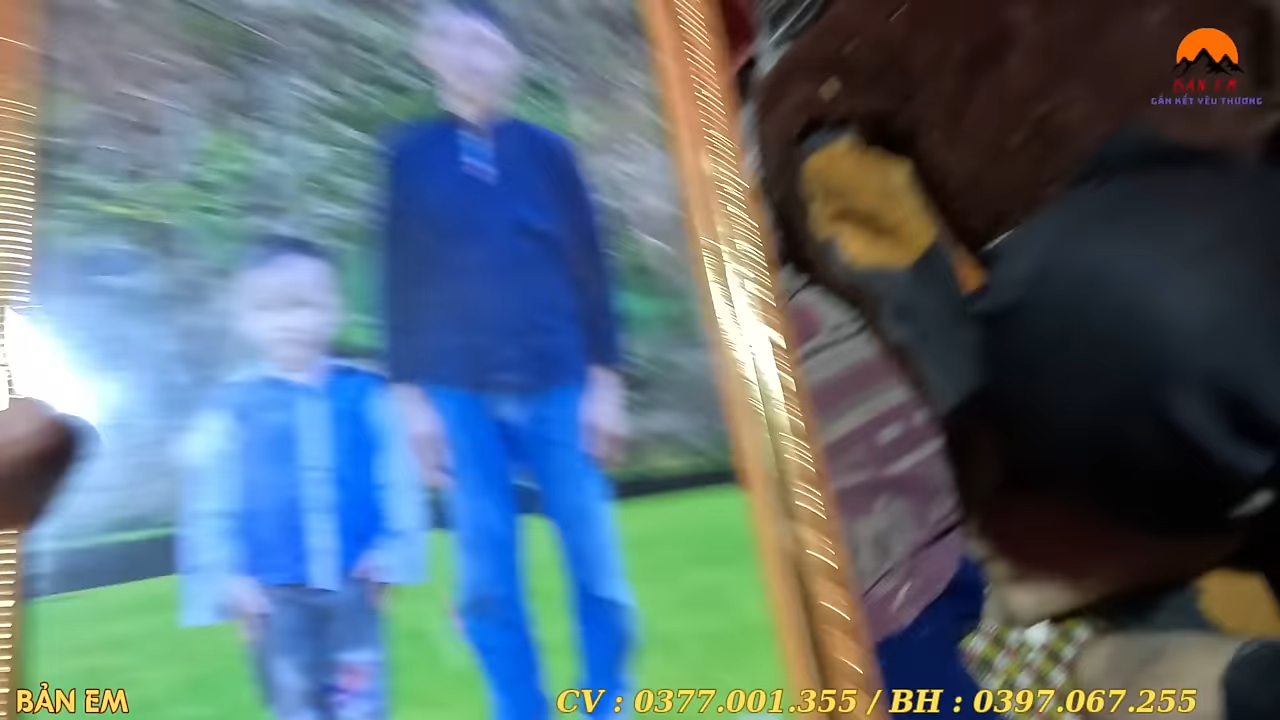 BẢN EM
GẮN KẾT YÊU THƯƠNG
BẢN EM
CV : 0377.001.355 / BH : 0397.067.255